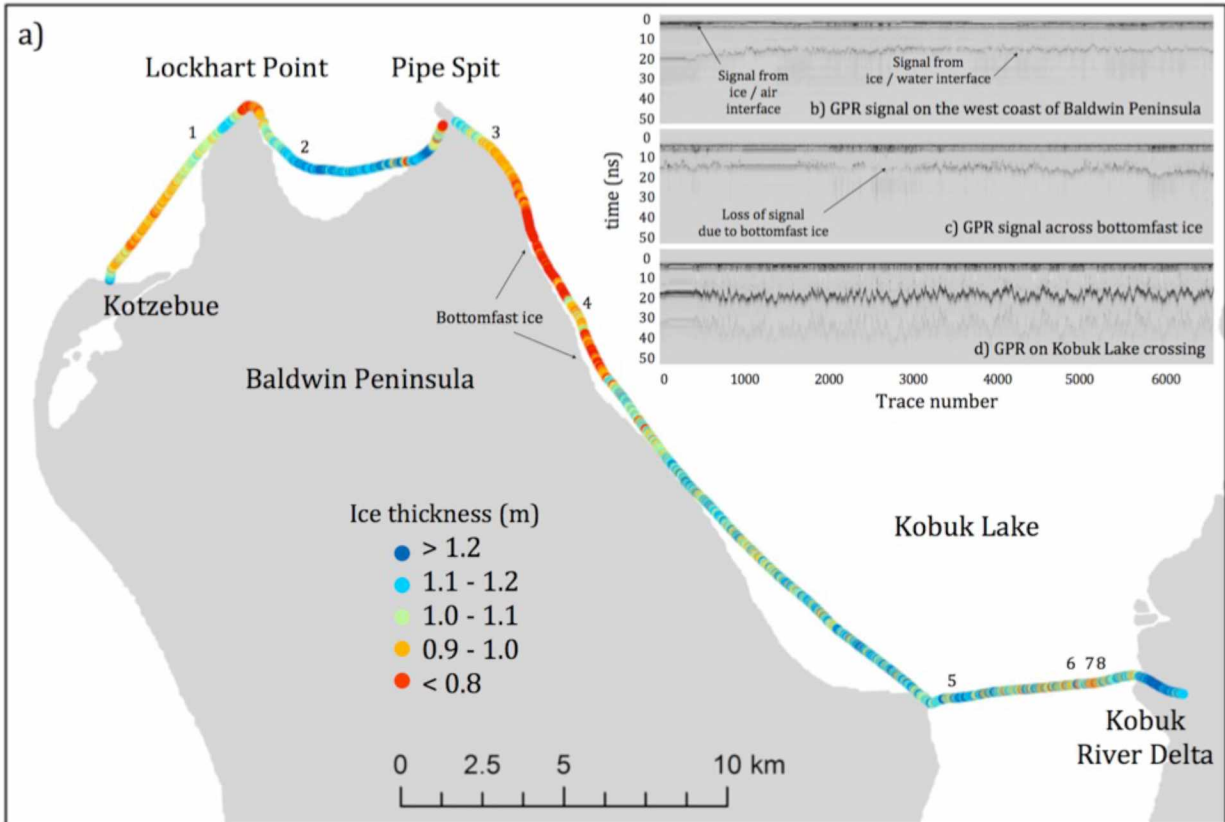 a)
Lockhart Point
Pipe Spit
1
2
3
4
Kotzebue
Bottomfast ice
Baldwin Peninsula
Kobuk Lake
5
6 78
Kobuk
River Delta
Ice thickness (m)
> 1.2
1.1 - 1.2
1.0 - 1.1
0.9 - 1.0
< 0.8
0 2.5 5 10 km
time (ns)
0
10
20
30
40
50
Signal from
ice / air
interface
Signal from
ice / water interface
b) GPR signal on the west coast of Baldwin Peninsula
0
10
20
30
40
50
Loss of signal
due to bottomfast ice
c) GPR signal across bottomfast ice
0
10
20
30
40
50
d) GPR on Kobuk Lake crossing
0 1000 2000 3000 4000 5000 6000
Trace number